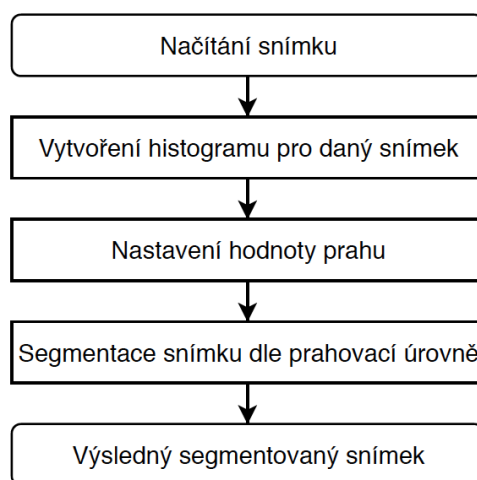 Načítání snímku
Vytvoření histogramu pro daný snímek
Nastavení hodnoty prahu
Segmentace snímku dle prahovací úrovně
Výsledný segmentovaný snímek